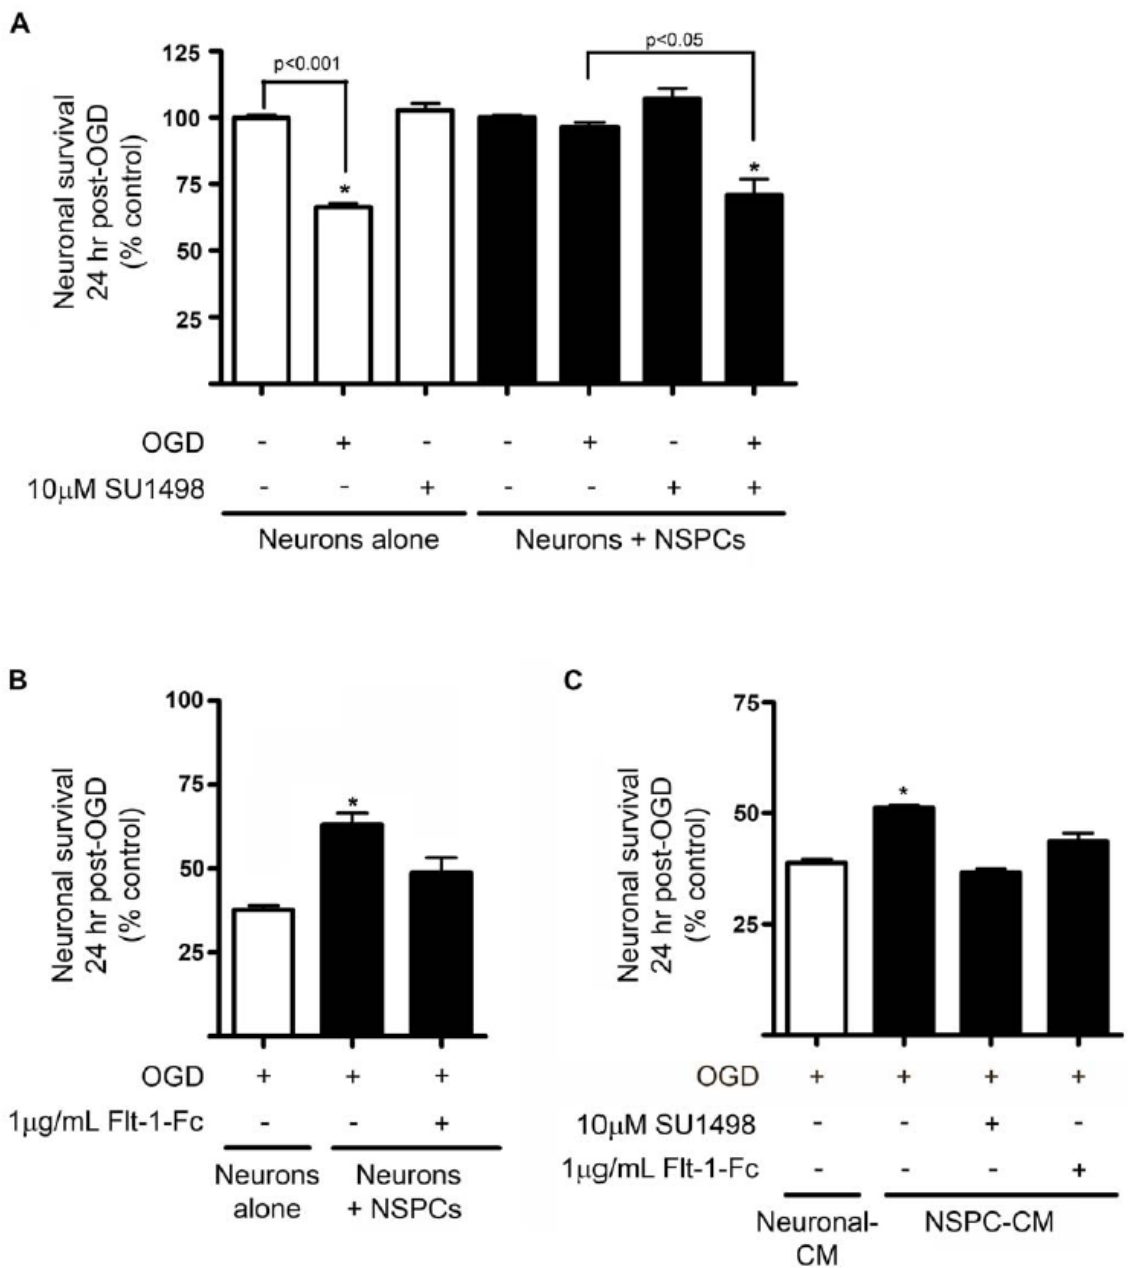 A
Neuronal survival
24 hr post-OGD
(% control)
125
100
75
50
25
p<0.001
p<0.05
*
*
OGD - + - - + - +
10μM SU1498 - - + - - + +
Neurons alone
Neurons + NSPCs
B
Neuronal survival
24 hr post-OGD
(% control)
100
75
50
25
*
OGD + + +
1μg/mL Flt-1-Fc - - +
Neurons
alone
Neurons
+ NSPCs
C
Neuronal survival
24 hr post-OGD
(% control)
75
50
25
*
OGD + + + +
10μM SU1498 - - + -
1μg/mL Flt-1-Fc - - - +
Neuronal-
CM
NSPC-CM